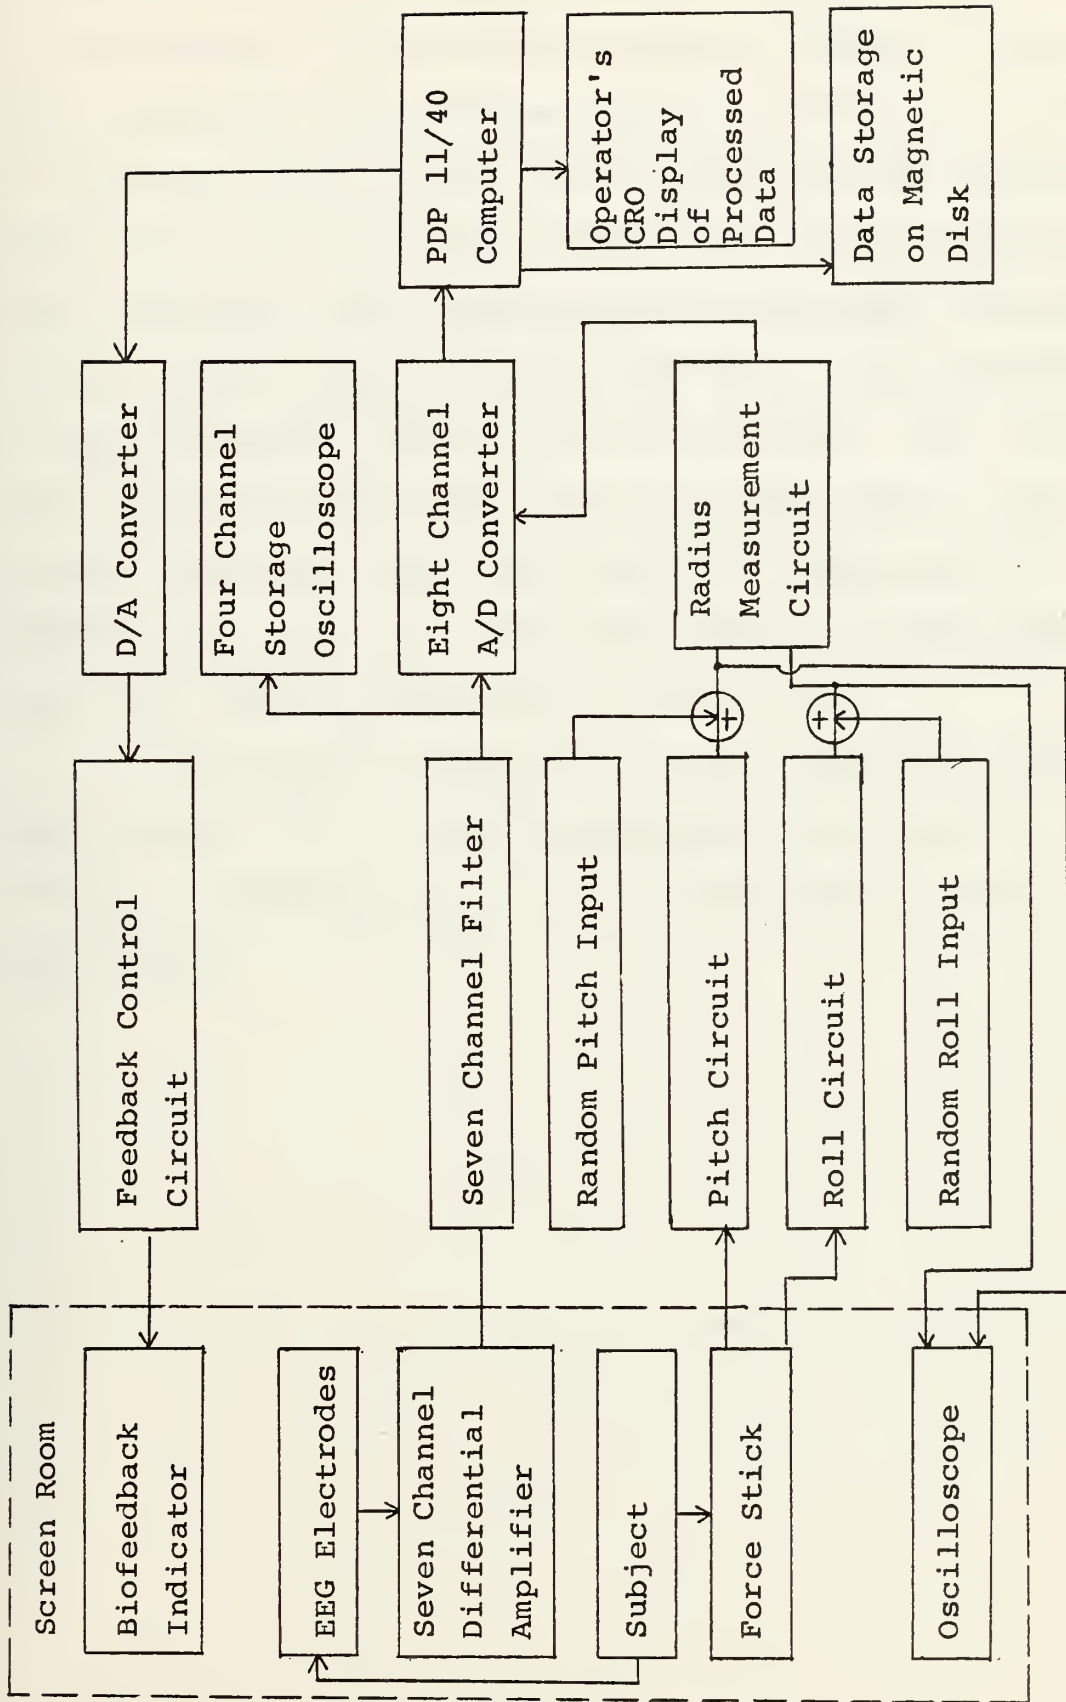 Screen Room
Biofeedback
Indicator
EEG Electrodes
Seven Channel
Differential
Amplifier
Subject
Force Stick
Oscilloscope
Feedback Control
Circuit
Seven Channel Filter
Random Pitch Input
Pitch Circuit
Roll Circuit
Random Roll Input
+
+
D/A Converter
Four Channel
Storage
Oscilloscope
Eight Channel
A/D Converter
Radius
Measurement
Circuit
PDP 11/40
Computer
Operator's
CRO
Display
of
Processed
Data
Data Storage
on Magnetic
Disk